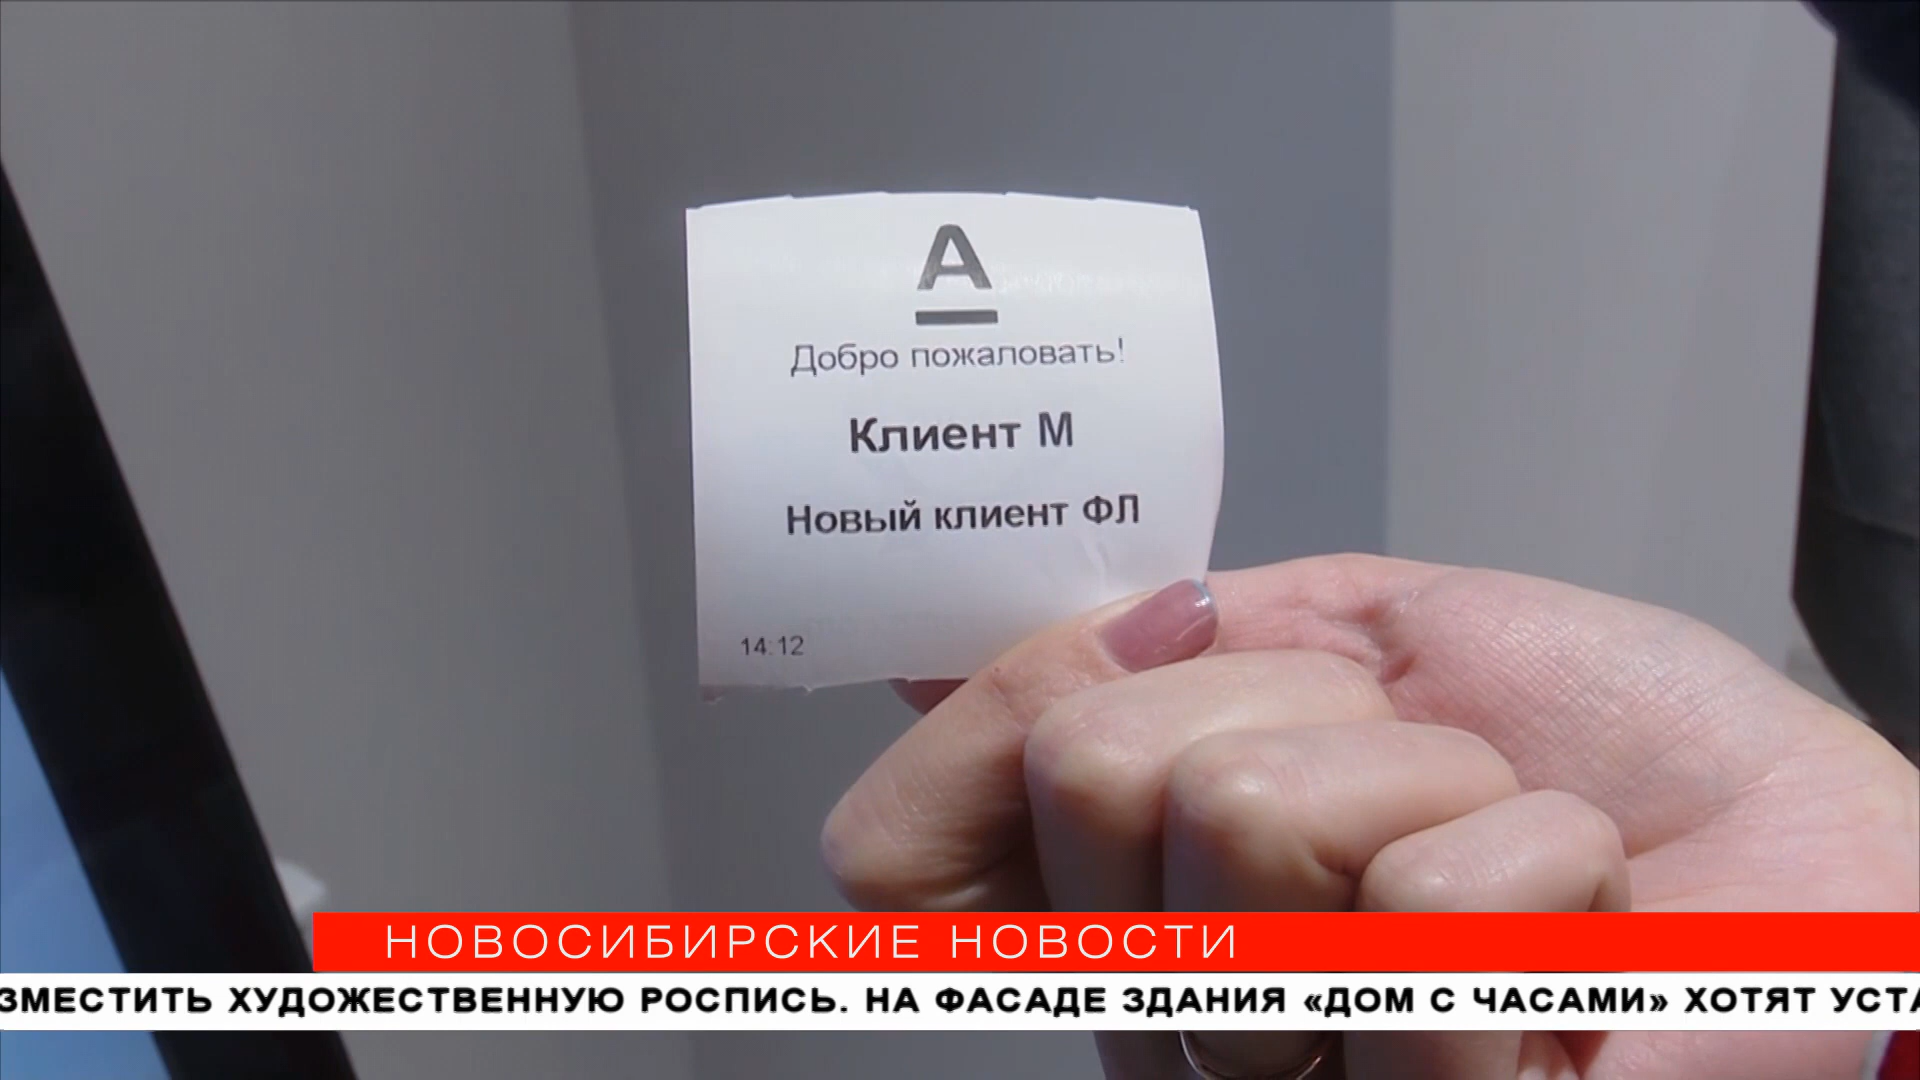 А
Добро пожаловать!
Клиент М
Новый клиент ФЛ
14:12
НОВОСИБИРСКИЕ НОВОСТИ
ЗМЕСТИТЬ ХУДОЖЕСТВЕННУЮ РОСПИСЬ. НА ФАСАДЕ ЗДАНИЯ «ДОМ С ЧАСАМИ» ХОТЯТ УСТА